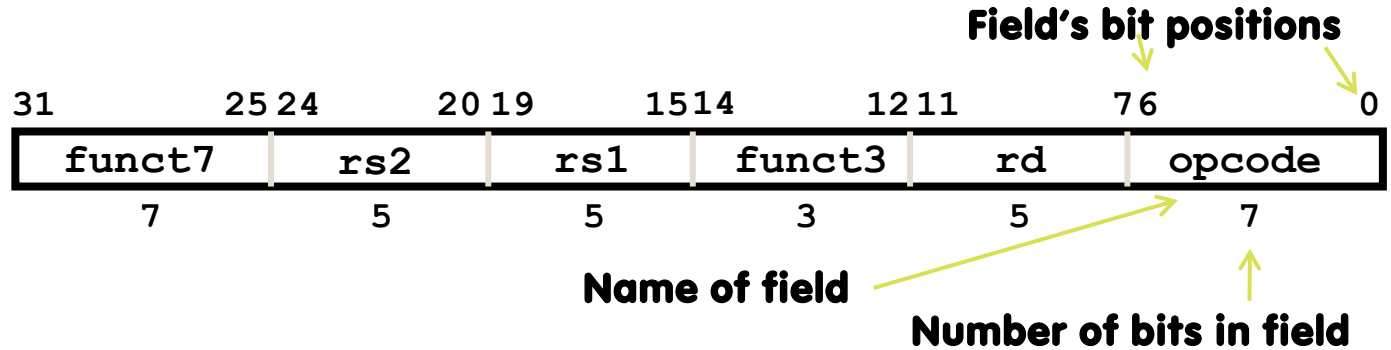 Field's bit positions
31 25 24 20 19 15 14 12 11 7 6 0
funct7 rs2 rs1 funct3 rd opcode
7 5 5 3 5 7
Name of field
Number of bits in field